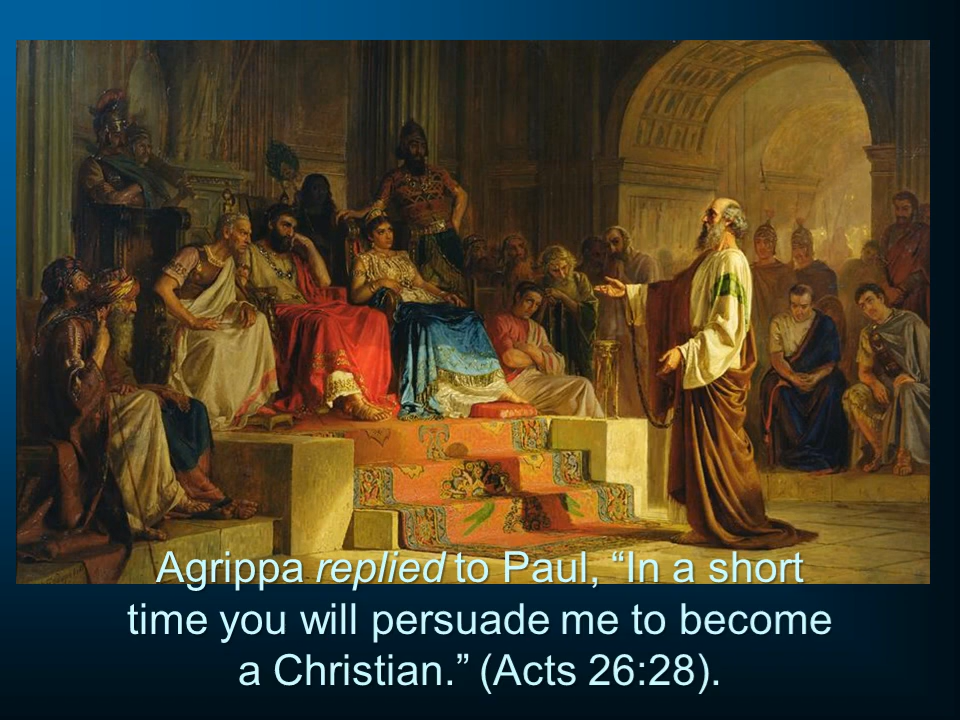 Agrippa replied to Paul, “In a short
time you will persuade me to become
a Christian.” (Acts 26:28).